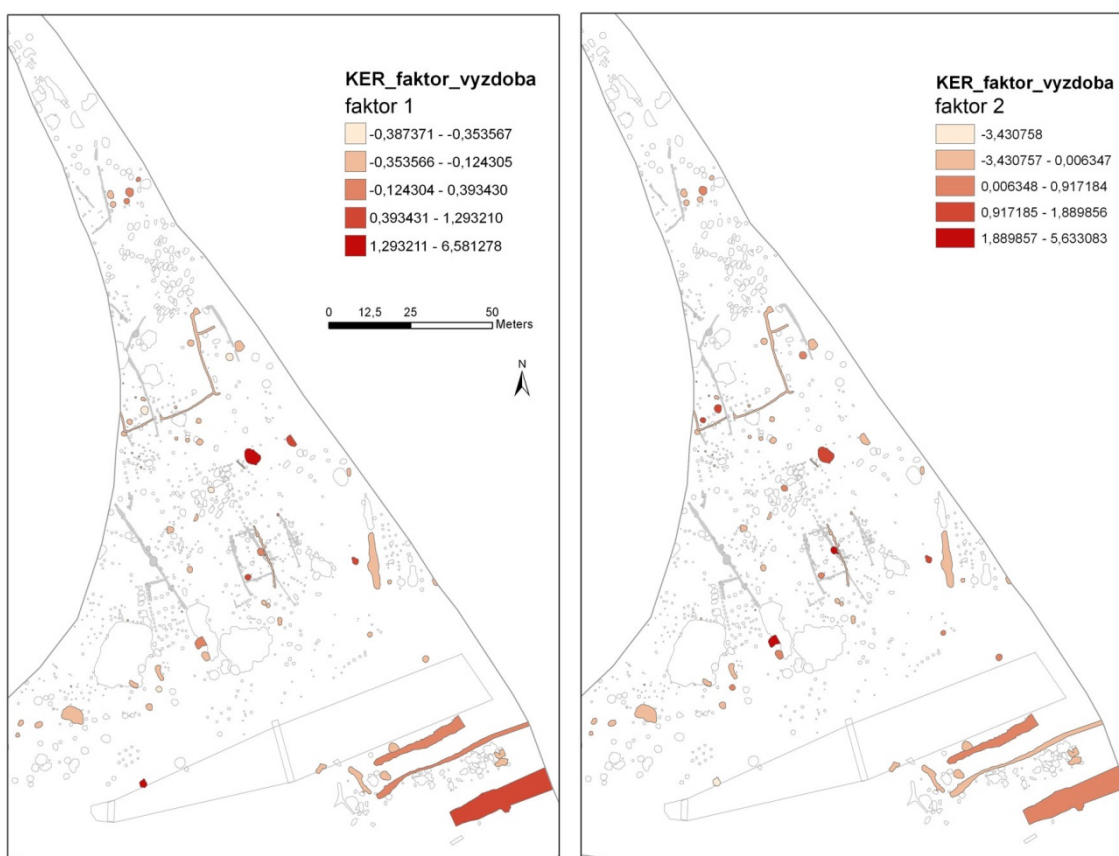 KER_faktor_vyzdoba
faktor 1
-0,387371 - -0,353567
-0,353566 - -0,124305
-0,124304 - 0,393430
0,393431 - 1,293210
1,293211 - 6,581278
0 12,5 25 50
Meters
N
KER_faktor_vyzdoba
faktor 2
-3,430758
-3,430757 - 0,006347
0,006348 - 0,917184
0,917185 - 1,889856
1,889857 - 5,633083